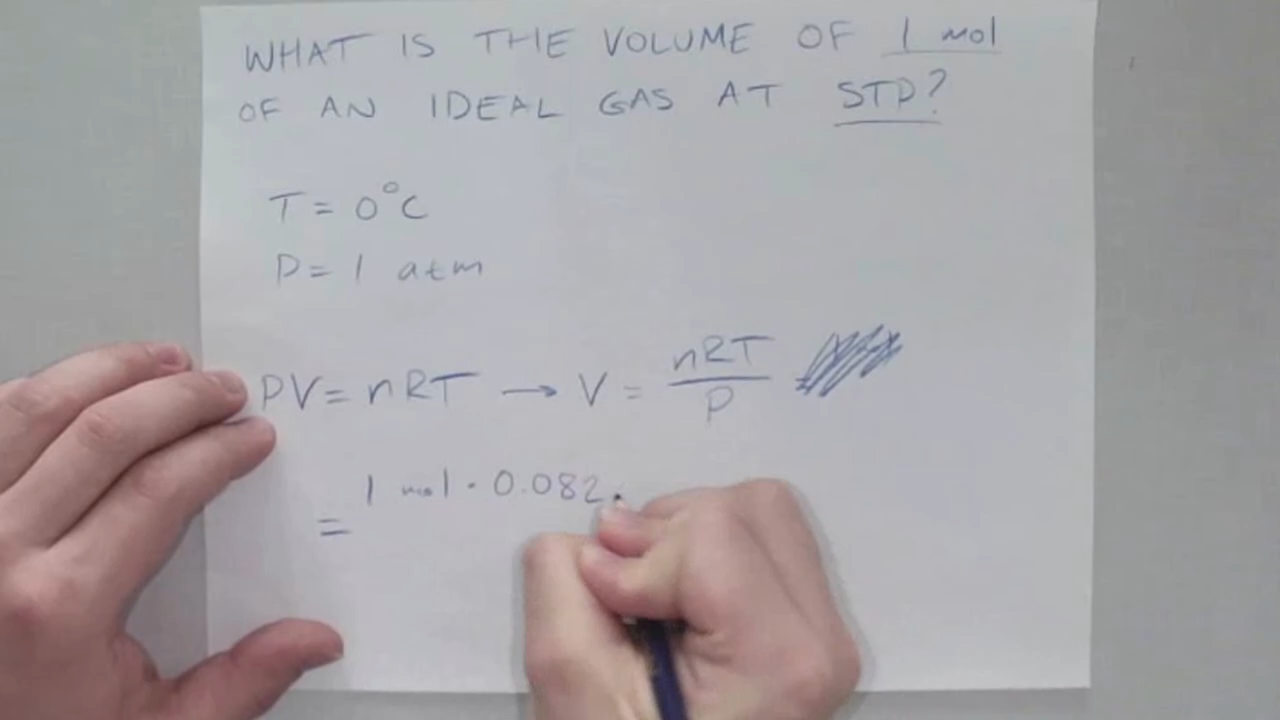 WHAT IS THE VOLUME OF 1 mol
OF AN IDEAL GAS AT STP?
T = 0°C
P = 1 atm
PV = nRT → V = nRT
P
1 mol · 0.082
=